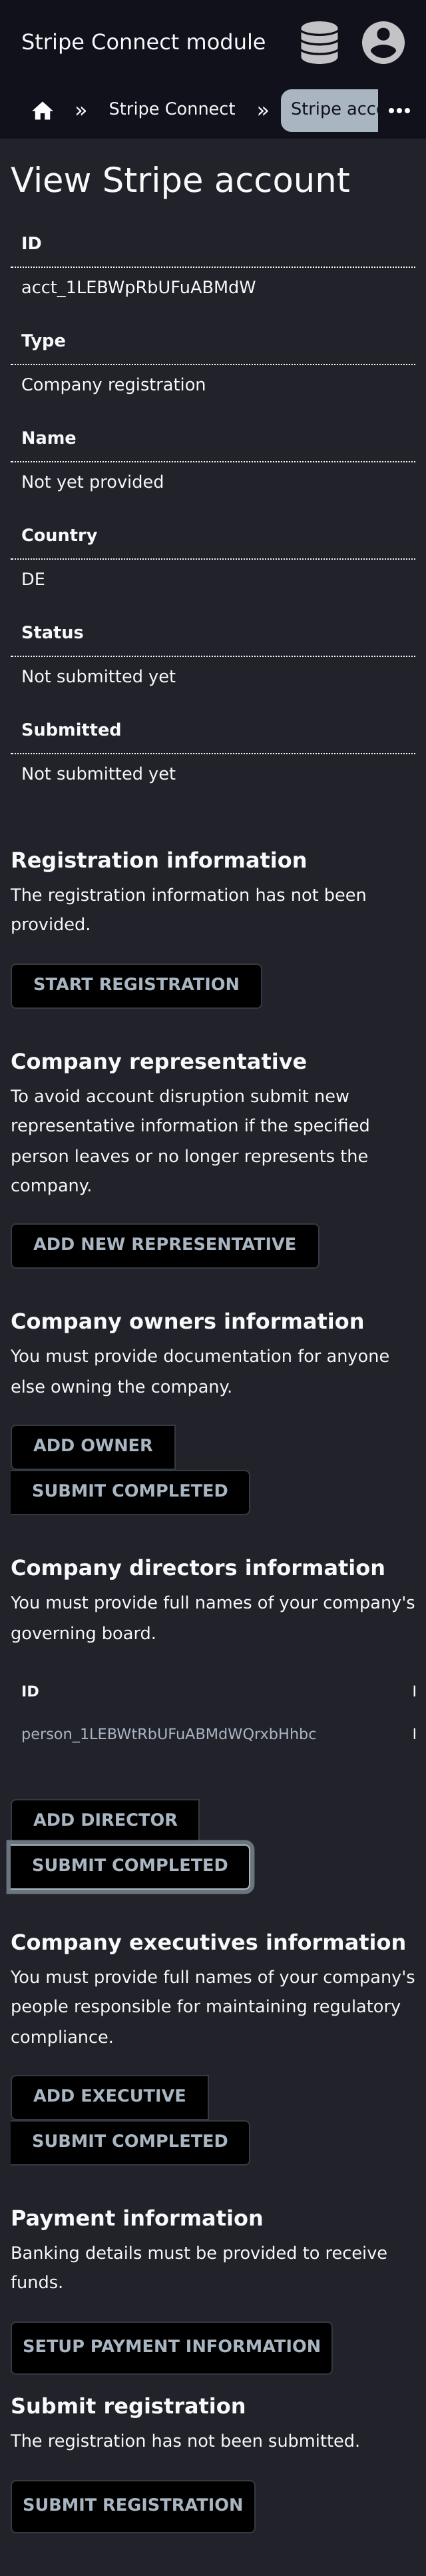 Stripe Connect module
» Stripe Connect » Stripe acc
View Stripe account
ID
acct_1LEBWpRbUFuABMdW
Type
Company registration
Name
Not yet provided
Country
DE
Status
Not submitted yet
Submitted
Not submitted yet
Registration information
The registration information has not been
provided.
START REGISTRATION
Company representative
To avoid account disruption submit new
representative information if the specified
person leaves or no longer represents the
company.
ADD NEW REPRESENTATIVE
Company owners information
You must provide documentation for anyone
else owning the company.
ADD OWNER
SUBMIT COMPLETED
Company directors information
You must provide full names of your company's
governing board.
ID
person_1LEBWtRbUFuABMdWQrxbHhbc
ADD DIRECTOR
SUBMIT COMPLETED
Company executives information
You must provide full names of your company's
people responsible for maintaining regulatory
compliance.
ADD EXECUTIVE
SUBMIT COMPLETED
Payment information
Banking details must be provided to receive
funds.
SETUP PAYMENT INFORMATION
Submit registration
The registration has not been submitted.
SUBMIT REGISTRATION